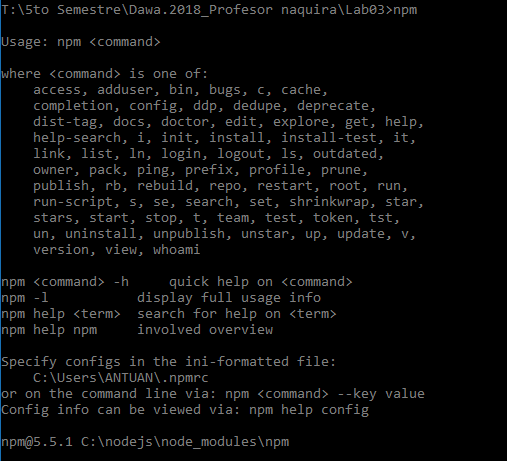 T:\5to Semestre\Dawa.2018_Profesor naquira\Lab03>npm
Usage: npm <command>
where <command> is one of:
access, adduser, bin, bugs, c, cache,
completion, config, ddp, dedupe, deprecate,
dist-tag, docs, doctor, edit, explore, get, help,
help-search, i, init, install, install-test, it,
link, list, ln, login, logout, ls, outdated,
owner, pack, ping, prefix, profile, prune,
publish, rb, rebuild, repo, restart, root, run,
run-script, s, se, search, set, shrinkwrap, star,
stars, start, stop, t, team, test, token, tst,
un, uninstall, unpublish, unstar, up, update, v,
version, view, whoami
npm <command> -h     quick help on <command>
npm -l           display full usage info
npm help <term>  search for help on <term>
npm help npm     involved overview
Specify configs in the ini-formatted file:
C:\Users\ANTUAN\.npmrc
or on the command line via: npm <command> --key value
Config info can be viewed via: npm help config
npm@5.5.1 C:\nodejs\node_modules\npm